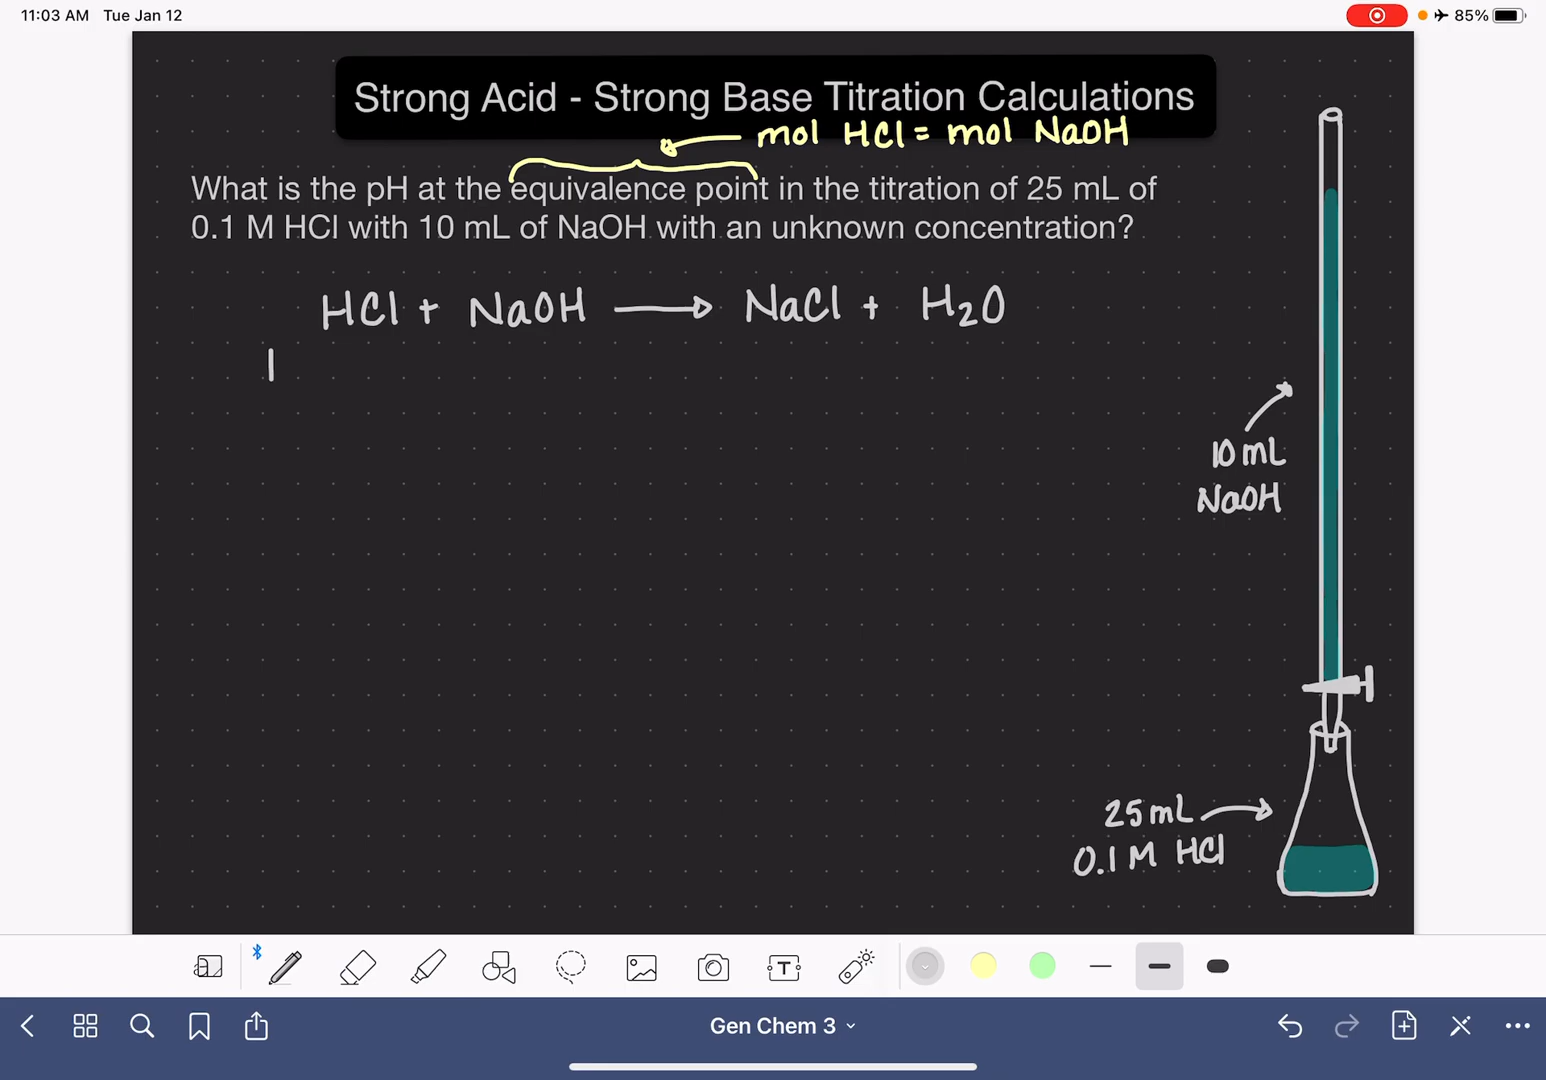 11:03 AM Tue Jan 12
85%
Strong Acid - Strong Base Titration Calculations
mol HCl = mol NaOH
What is the pH at the equivalence point in the titration of 25 mL of
0.1 M HCl with 10 mL of NaOH with an unknown concentration?
HCl + NaOH ⟶ NaCl + H₂O
I
10 mL
NaOH
25 mL
0.1 M HCl
T
Gen Chem 3